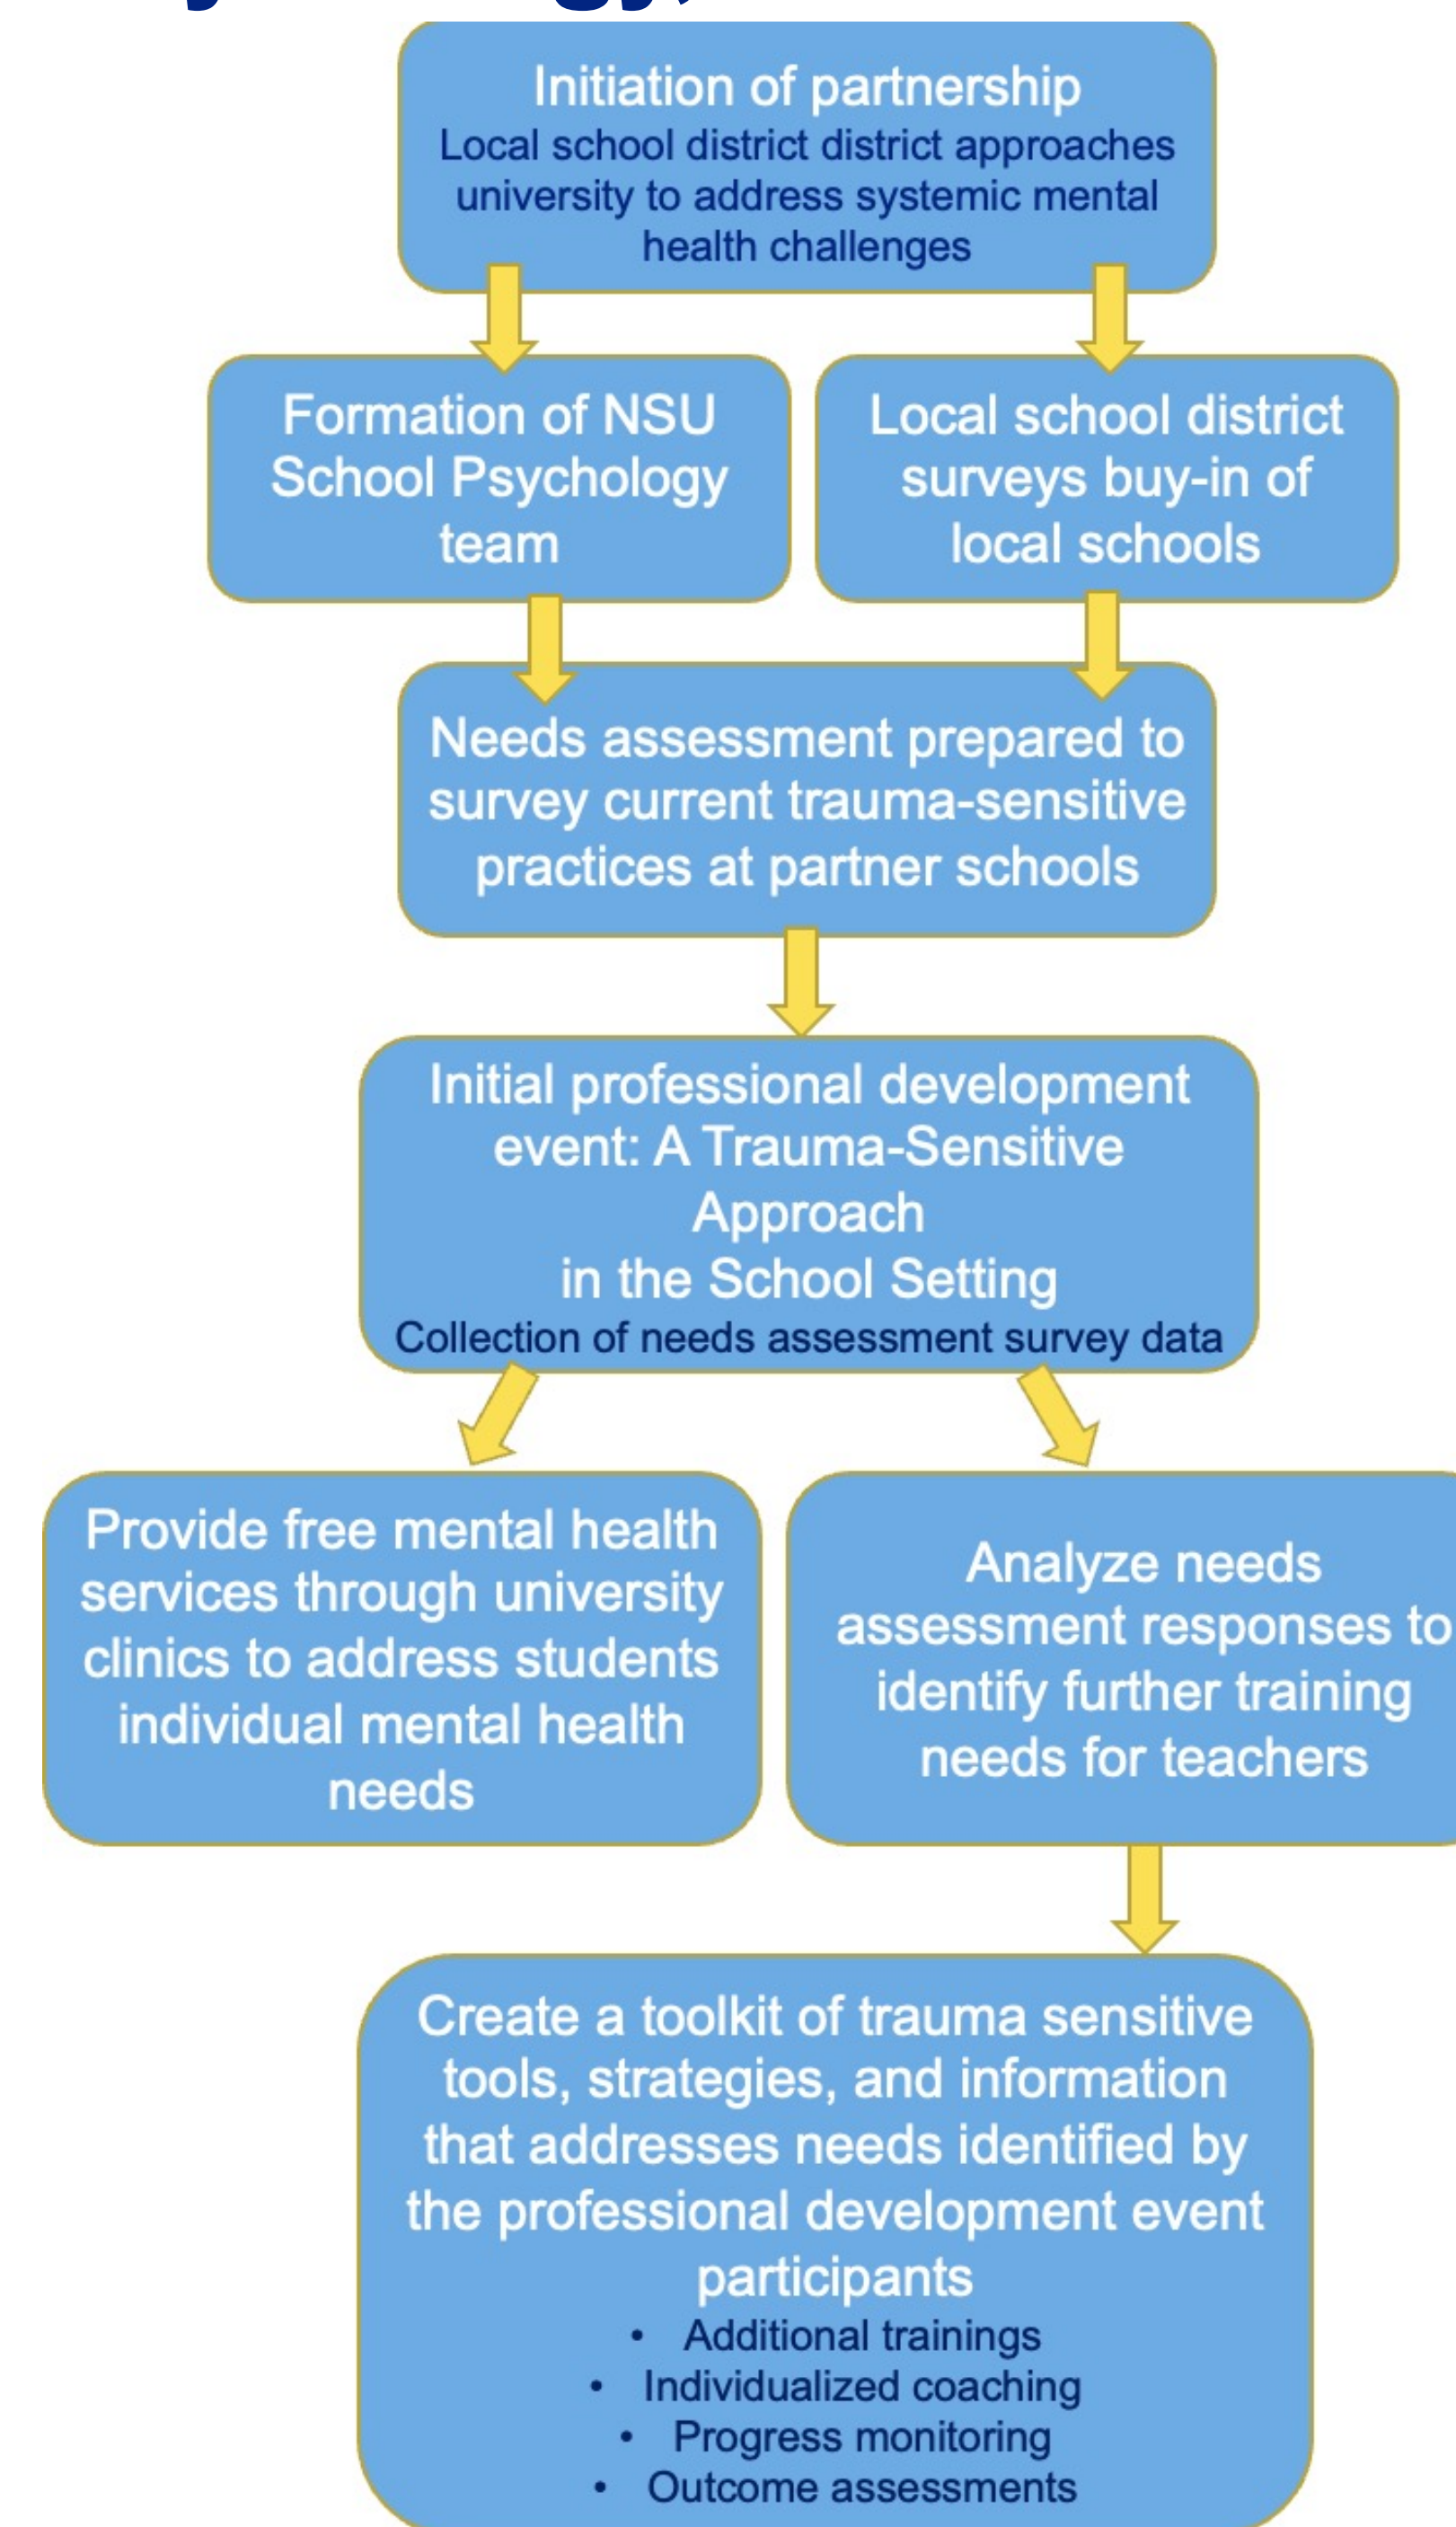 Initiation of partnership
Local school district district approaches
university to address systemic mental
health challenges
Formation of NSU
School Psychology
team
Local school district
surveys buy-in of
local schools
Needs assessment prepared to
survey current trauma-sensitive
practices at partner schools
Initial professional development
event: A Trauma-Sensitive
Approach
in the School Setting
Collection of needs assessment survey data
Provide free mental health
services through university
clinics to address students
individual mental health
needs
Analyze needs
assessment responses to
identify further training
needs for teachers
Create a toolkit of trauma sensitive
tools, strategies, and information
that addresses needs identified by
the professional development event
participants
• Additional trainings
• Individualized coaching
• Progress monitoring
• Outcome assessments